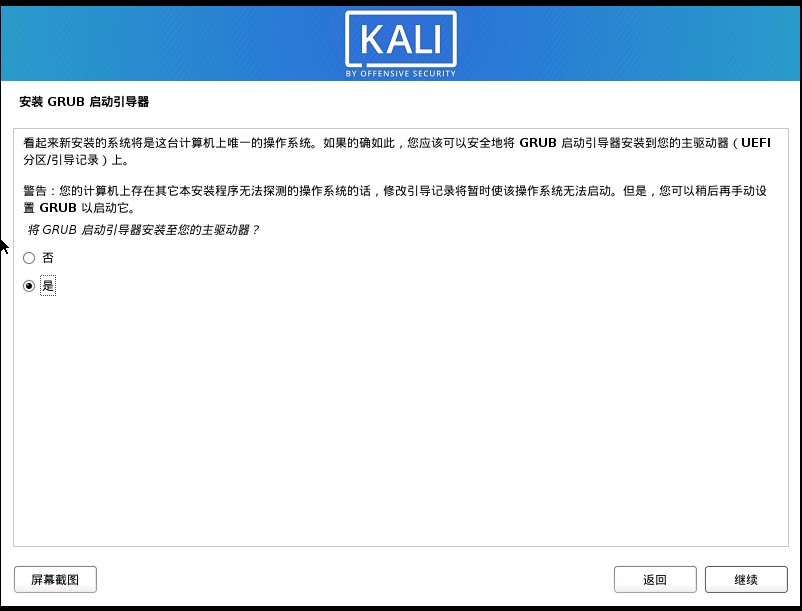 KALI
BY OFFENSIVE SECURITY
安装 GRUB 启动引导器
看起来新安装的系统将是这台计算机上唯一的操作系统。如果的确如此，您应该可以安全地将 GRUB 启动引导器安装到您的主驱动器（UEFI
分区/引导记录）上。
警告：您的计算机上存在其它本安装程序无法探测的操作系统的话，修改引导记录将暂时使该操作系统无法启动。但是，您可以稍后再手动设
置 GRUB 以启动它。
将 GRUB 启动引导器安装至您的主驱动器？
否
是
屏幕截图 返回 继续